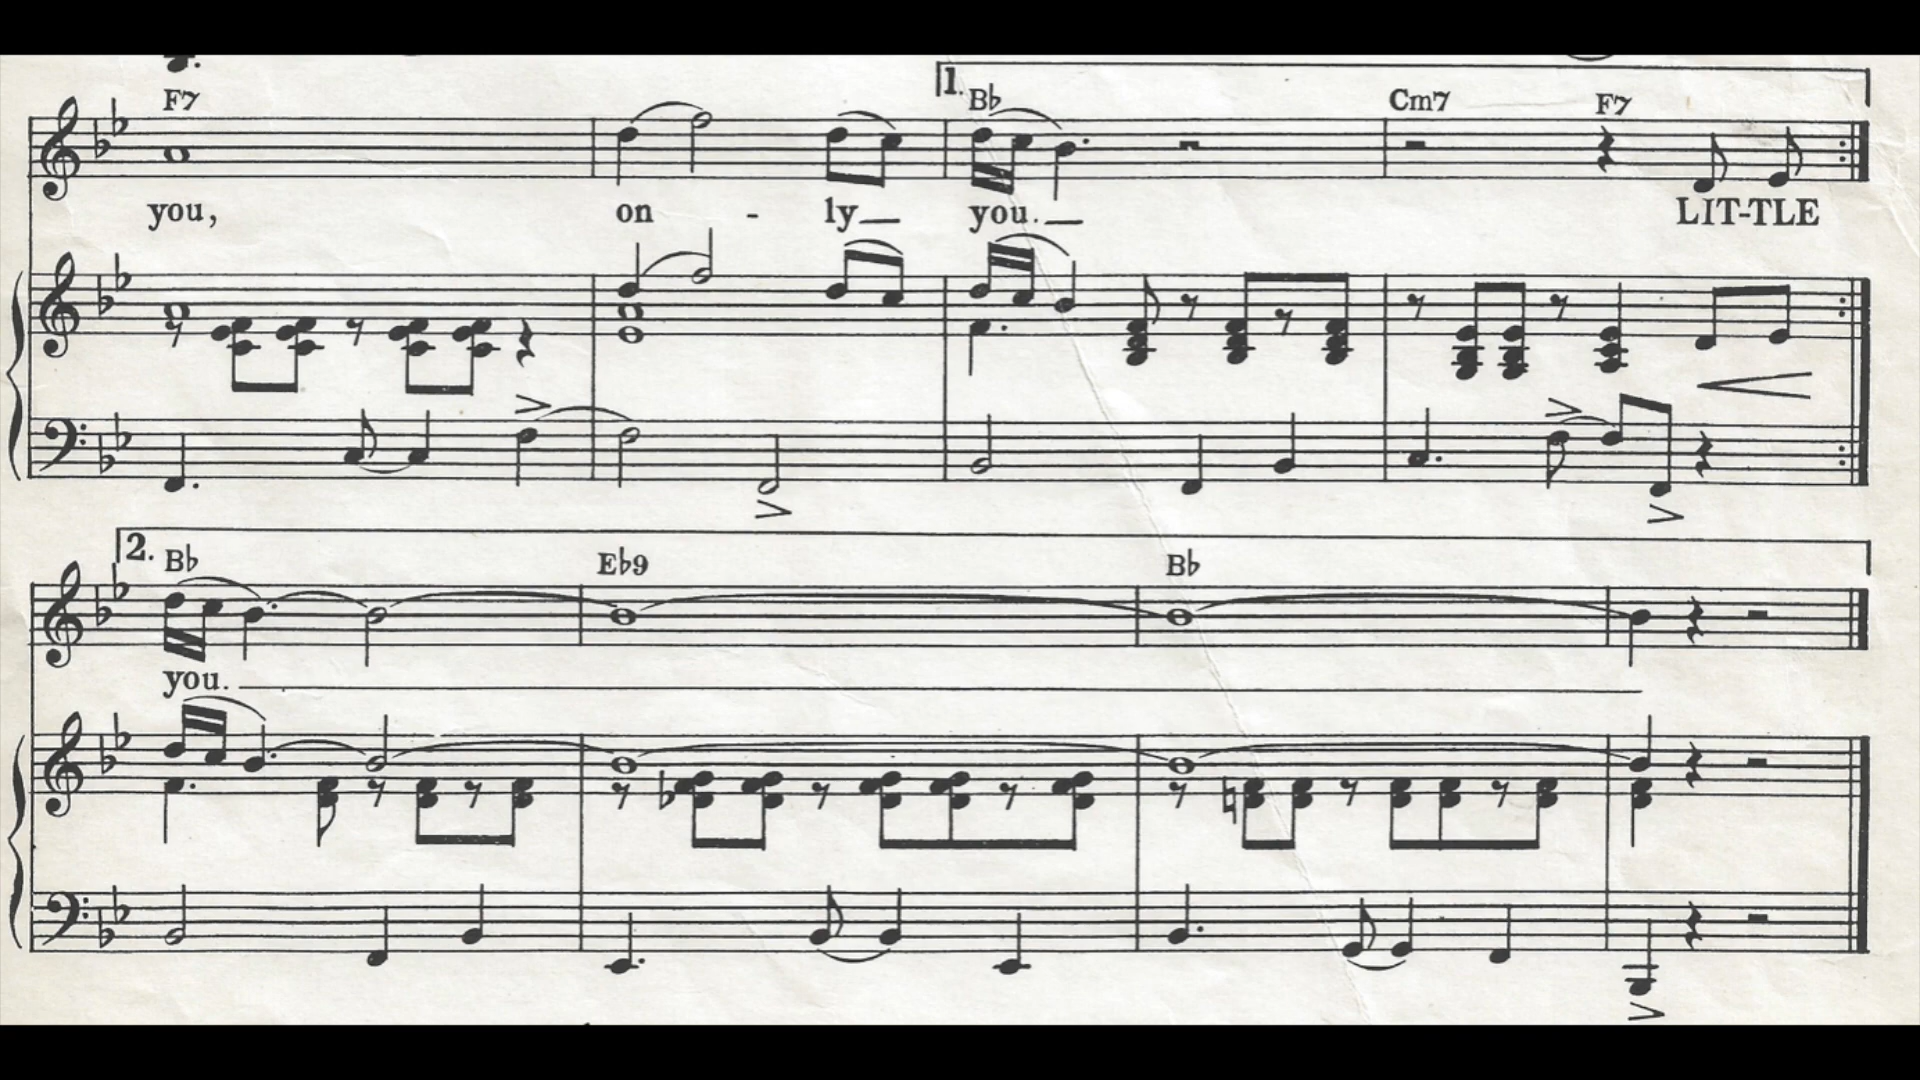 F7
1. B♭ Cm7 F7
you, on - ly you. LIT-TLE
2. B♭ E♭9 B♭
you.